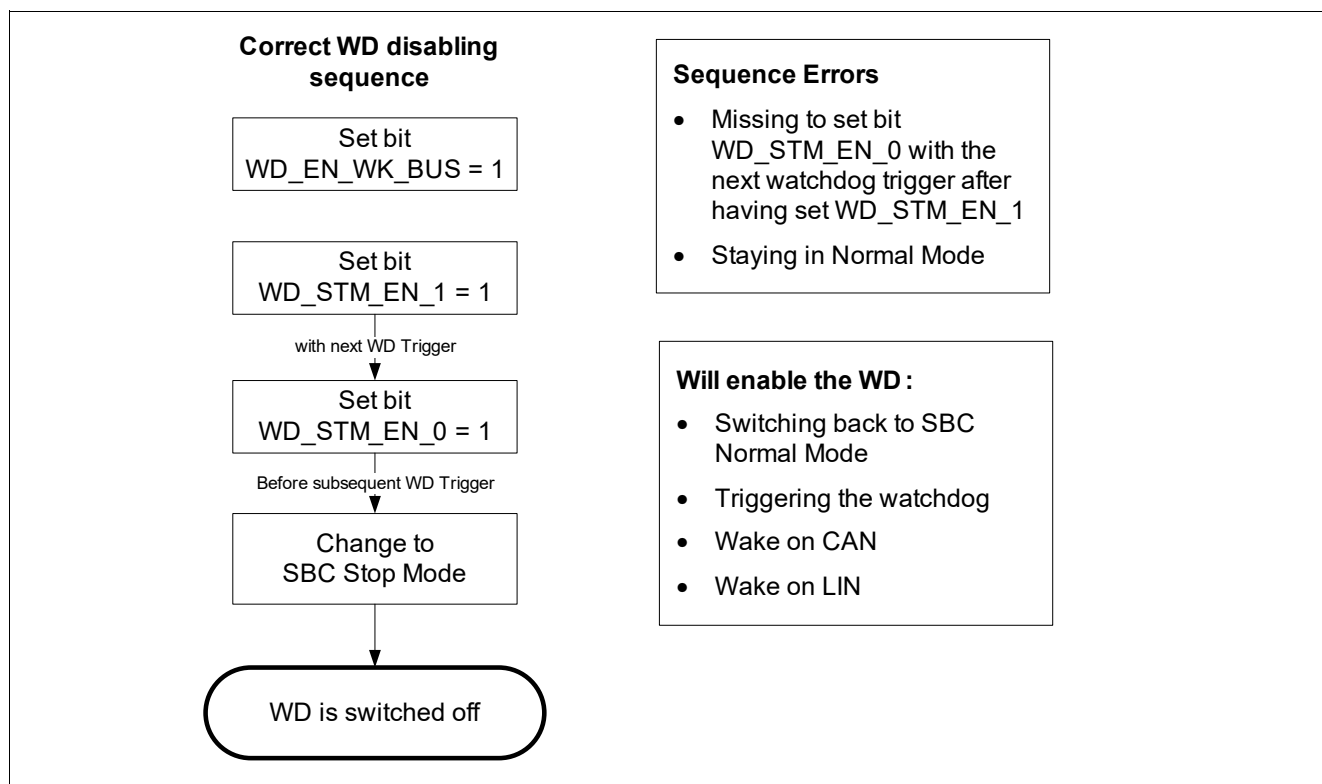 Correct WD disabling
sequence
Set bit
WD_EN_WK_BUS = 1
Set bit
WD_STM_EN_1 = 1
with next WD Trigger
Set bit
WD_STM_EN_0 = 1
Before subsequent WD Trigger
Change to
SBC Stop Mode
WD is switched off
Sequence Errors
• Missing to set bit
WD_STM_EN_0 with the
next watchdog trigger after
having set WD_STM_EN_1
• Staying in Normal Mode
Will enable the WD :
• Switching back to SBC
Normal Mode
• Triggering the watchdog
• Wake on CAN
• Wake on LIN